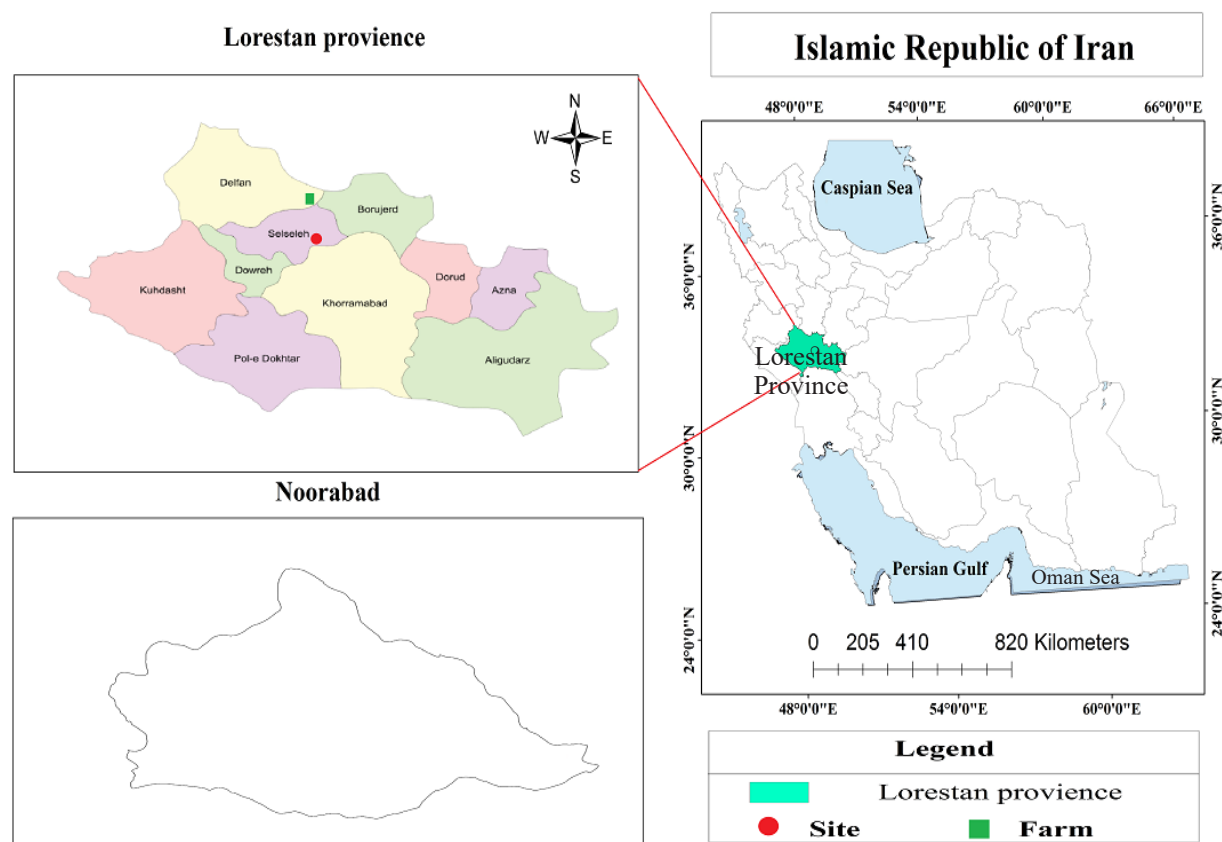 Lorestan provience
N
W
E
S
Delfan
Borujerd
Selseleh
Dowreh
Kuhdasht
Khorramabad
Dorud
Azna
Pol-e Dokhtar
Aligudarz
Noorabad
Islamic Republic of Iran
48°0'0"E
54°0'0"E
60°0'0"E
66°0'0"E
Caspian Sea
36°0'0"N
36°0'0"N
Lorestan
Province
30°0'0"N
30°0'0"N
Persian Gulf
Oman Sea
24°0'0"N
24°0'0"N
0 205 410 820 Kilometers
48°0'0"E
54°0'0"E
60°0'0"E
Legend
Lorestan provience
Site
Farm